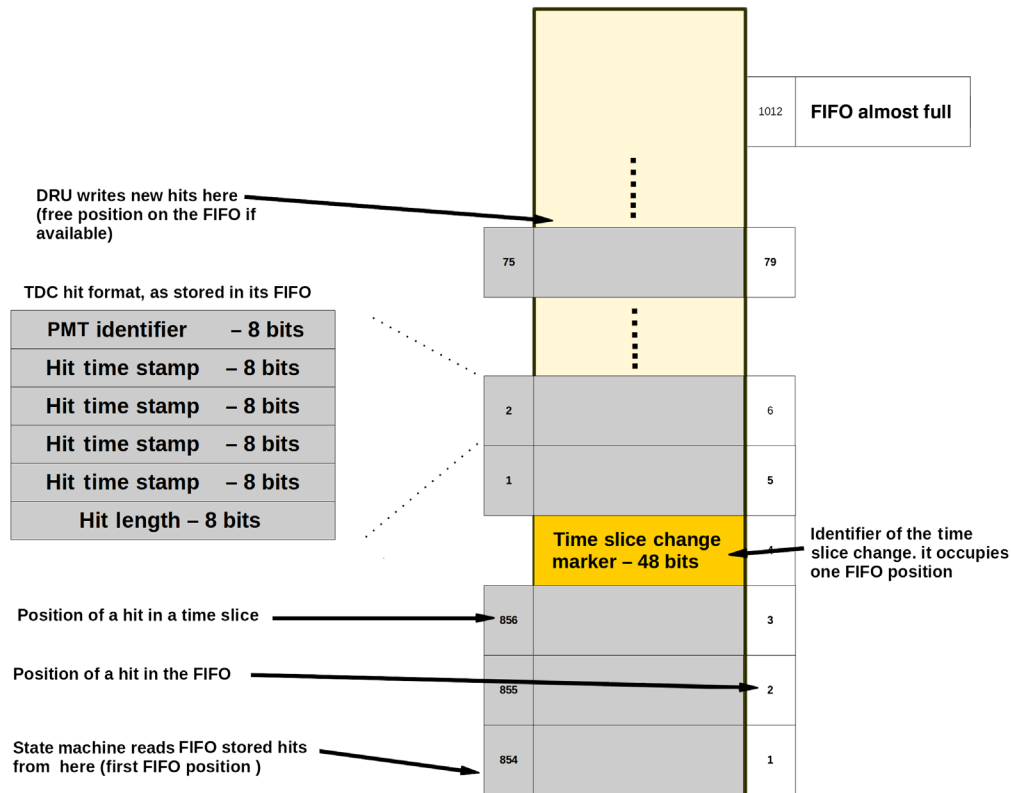 1012
FIFO almost full
DRU writes new hits here
(free position on the FIFO if
available)
75
79
TDC hit format, as stored in its FIFO
PMT identifier – 8 bits
Hit time stamp – 8 bits
Hit time stamp – 8 bits
Hit time stamp – 8 bits
Hit time stamp – 8 bits
Hit length – 8 bits
2
6
1
5
Time slice change
marker – 48 bits
4
Identifier of the time
slice change. it occupies
one FIFO position
Position of a hit in a time slice
856
3
Position of a hit in the FIFO
855
2
State machine reads FIFO stored hits
from here (first FIFO position )
854
1